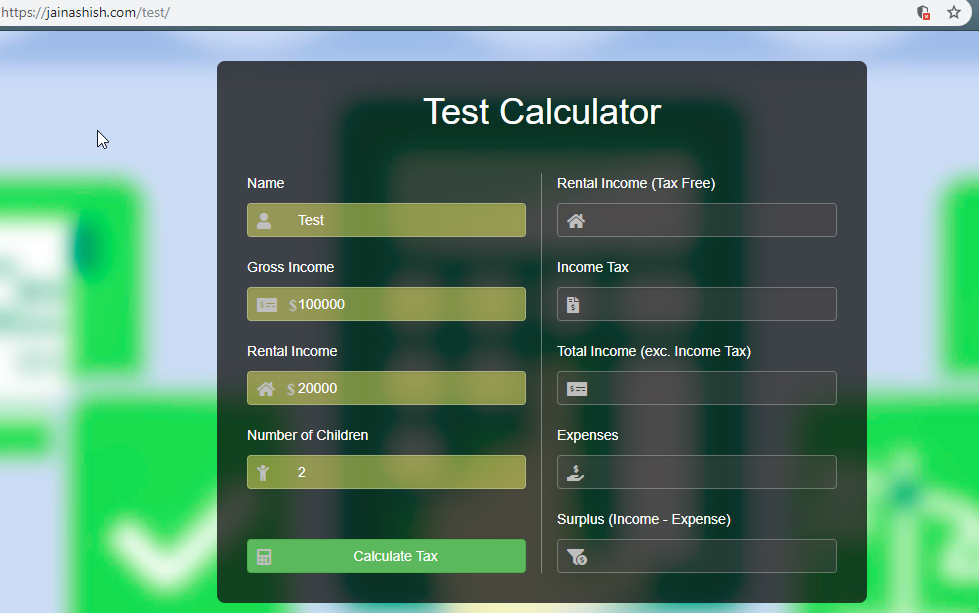 https://jainashish.com/test/
Test Calculator
Name
Test
Gross Income
$100000
Rental Income
$ 20000
Number of Children
2
Calculate Tax
Rental Income (Tax Free)
Income Tax
Total Income (exc. Income Tax)
Expenses
Surplus (Income - Expense)